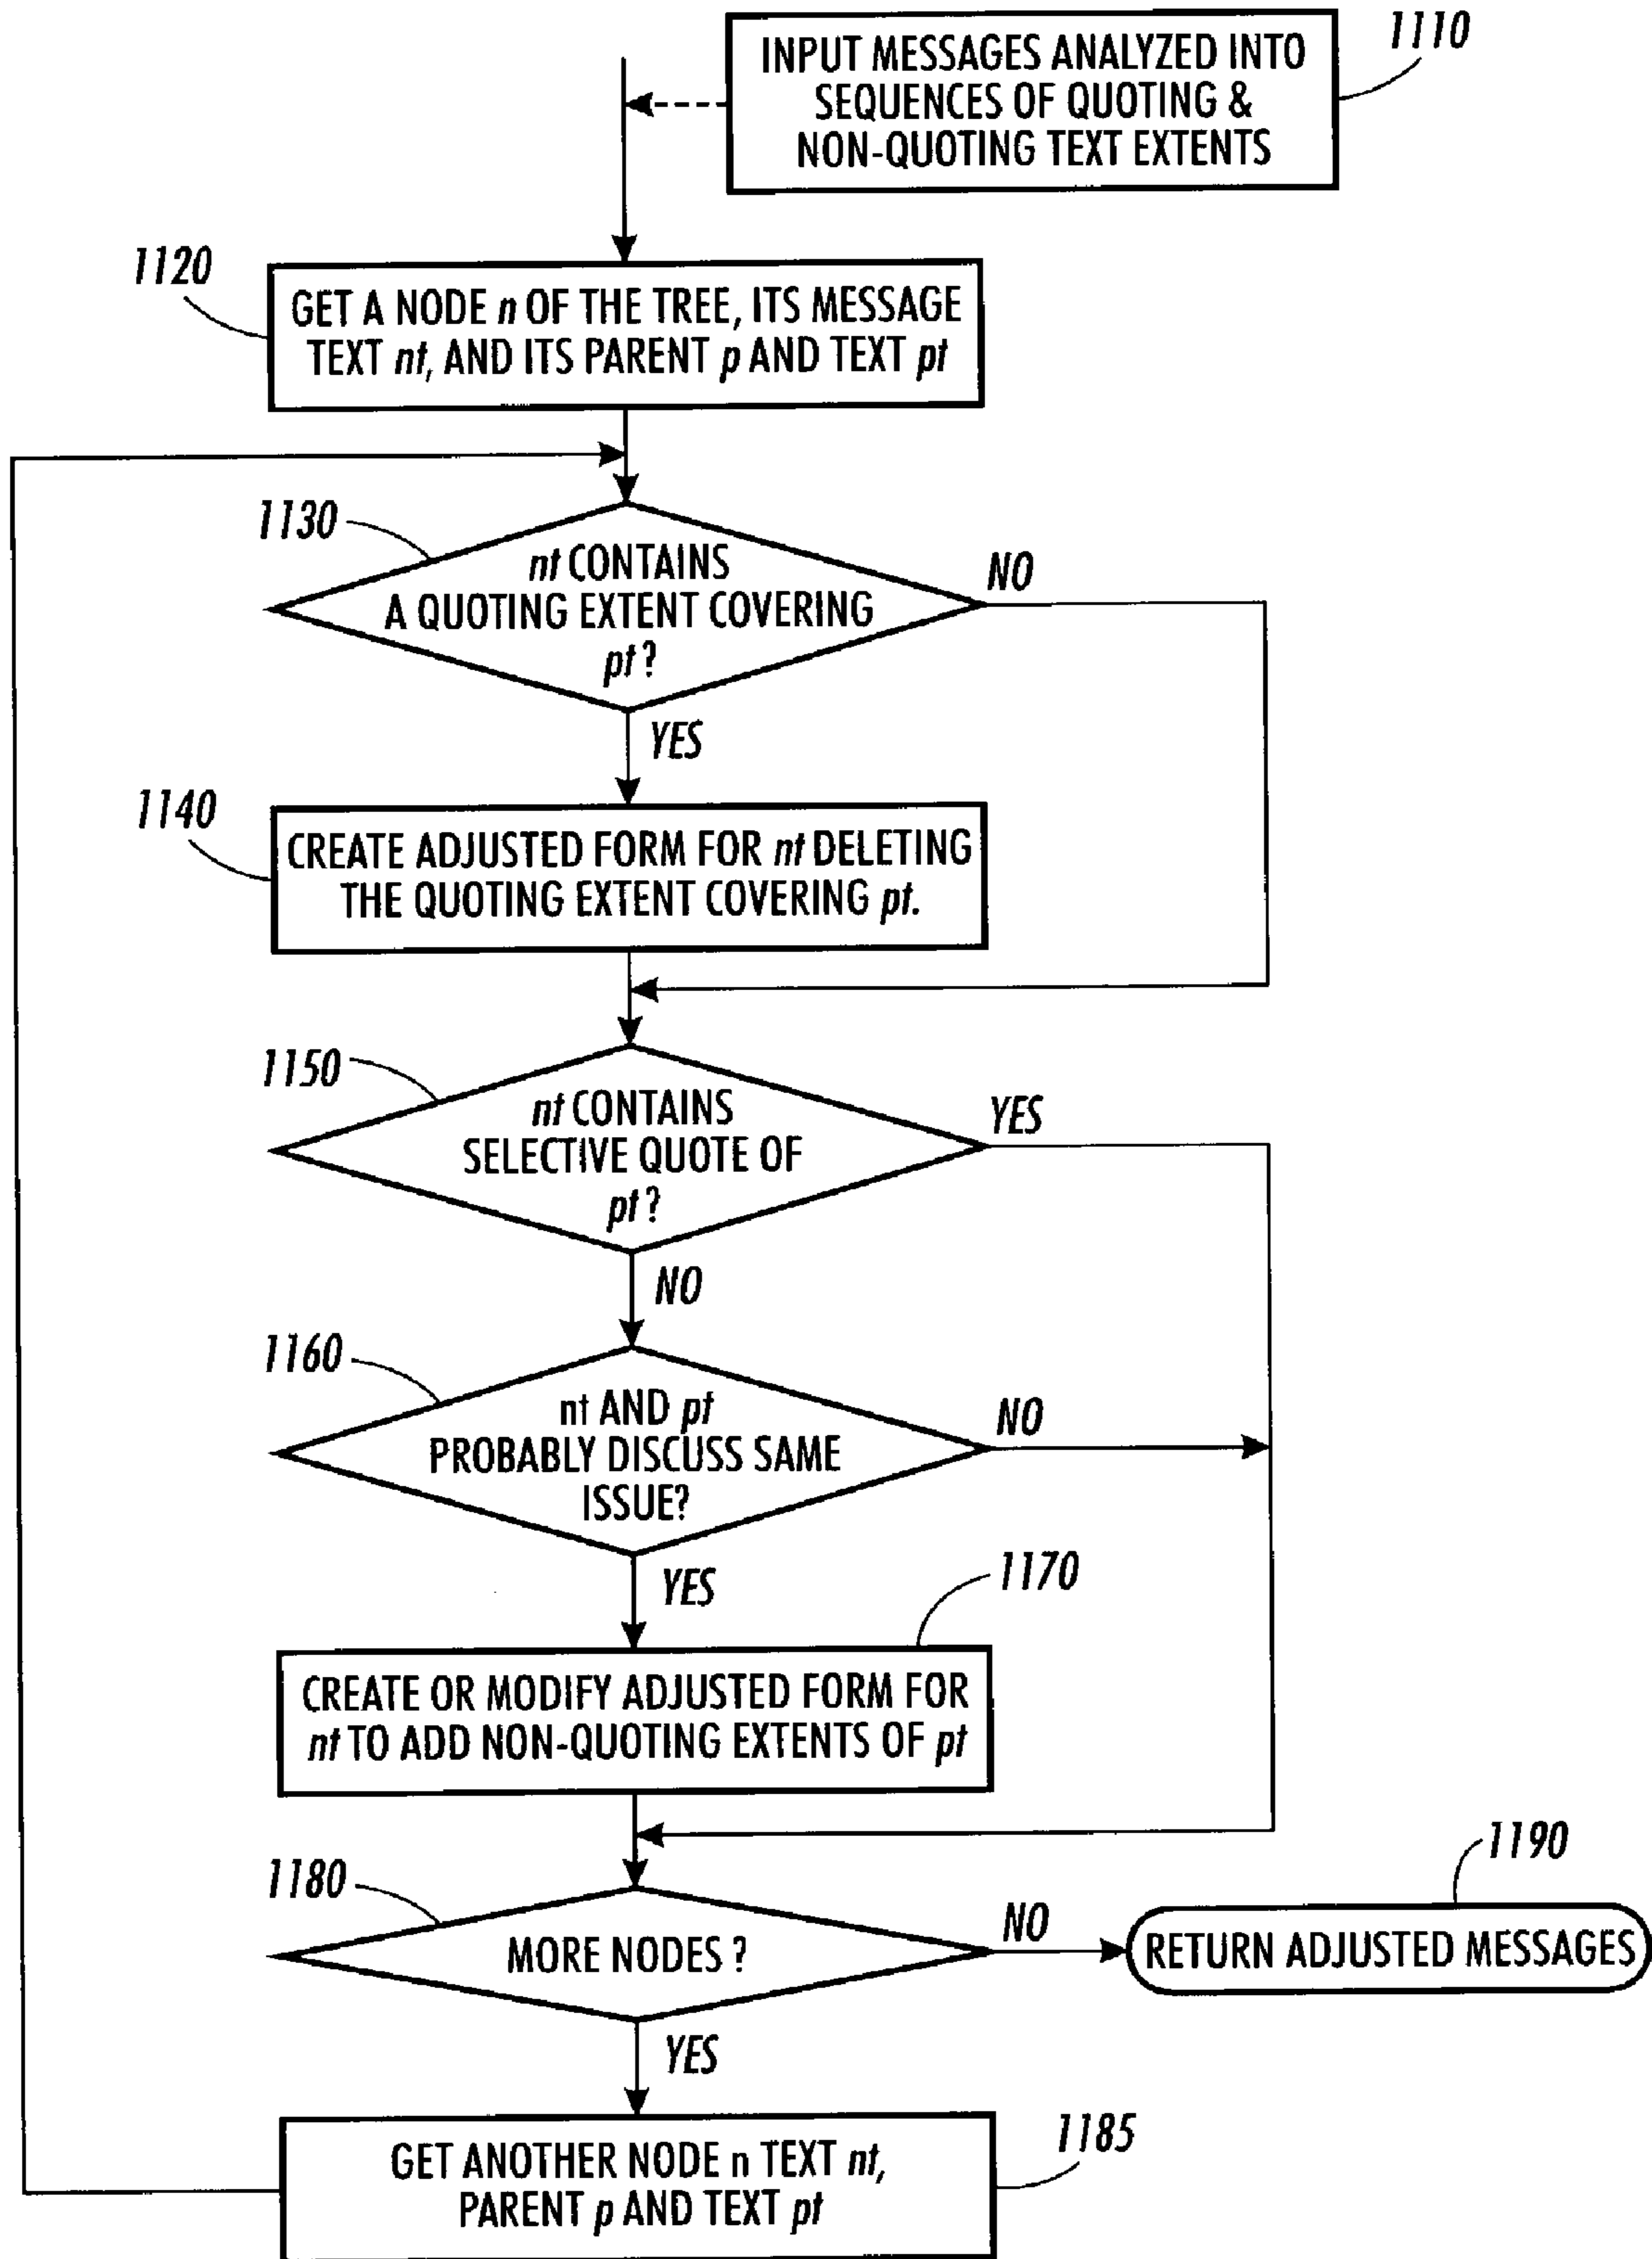 INPUT MESSAGES ANALYZED INTO
SEQUENCES OF QUOTING &
NON-QUOTING TEXT EXTENTS
1110
1120
GET A NODE n OF THE TREE, ITS MESSAGE
TEXT nt, AND ITS PARENT p AND TEXT pt
1130
nt CONTAINS
A QUOTING EXTENT COVERING
pt?
NO
YES
1140
CREATE ADJUSTED FORM FOR nt DELETING
THE QUOTING EXTENT COVERING pt.
1150
nt CONTAINS
SELECTIVE QUOTE OF
pt?
YES
NO
1160
nt AND pt
PROBABLY DISCUSS SAME
ISSUE?
NO
YES
1170
CREATE OR MODIFY ADJUSTED FORM FOR
nt TO ADD NON-QUOTING EXTENTS OF pt
1180
MORE NODES?
NO
1190
RETURN ADJUSTED MESSAGES
YES
GET ANOTHER NODE n TEXT nt,
PARENT p AND TEXT pt
1185